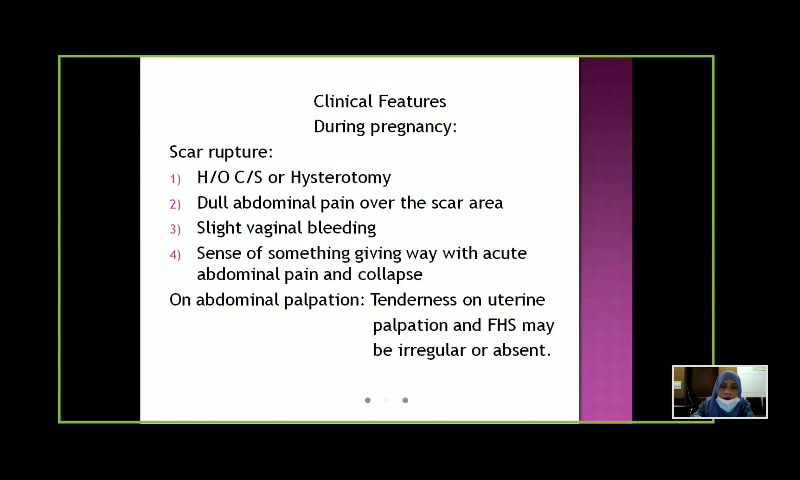 Clinical Features
During pregnancy:
Scar rupture:
1) H/O C/S or Hysterotomy
2) Dull abdominal pain over the scar area
3) Slight vaginal bleeding
4) Sense of something giving way with acute
abdominal pain and collapse
On abdominal palpation: Tenderness on uterine
palpation and FHS may
be irregular or absent.